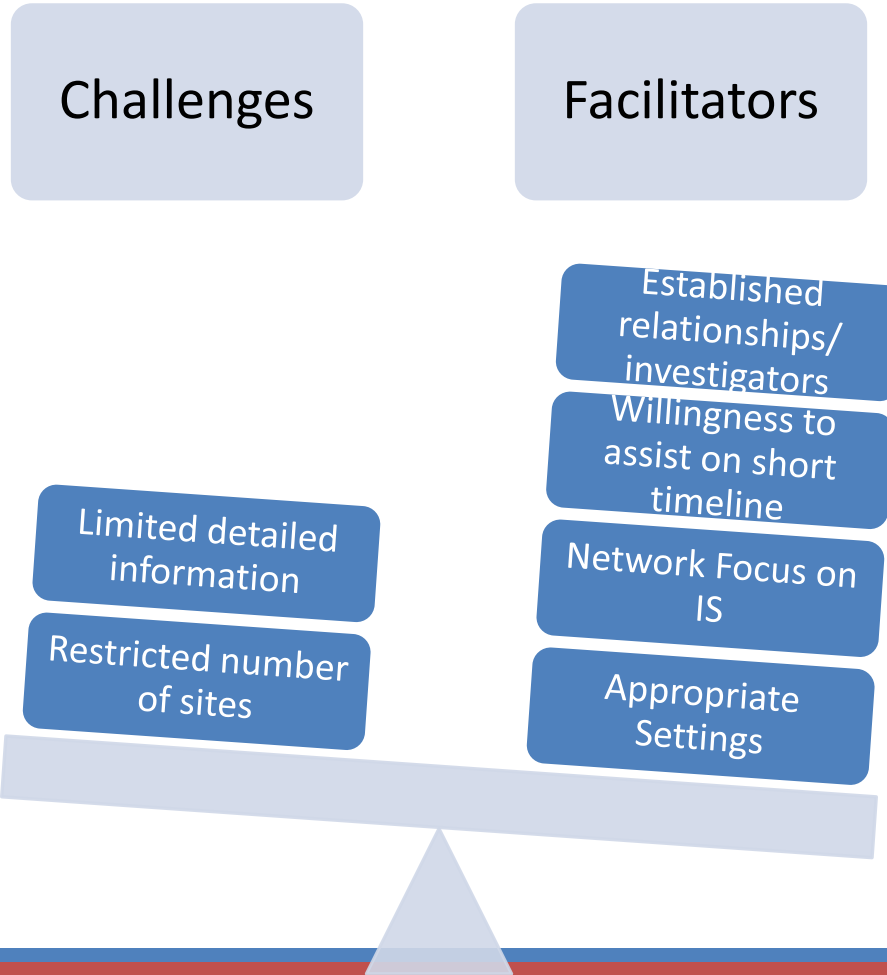 Challenges
Facilitators
Limited detailed
information
Restricted number
of sites
Established
relationships/
investigators
Willingness to
assist on short
timeline
Network Focus on
IS
Appropriate
Settings